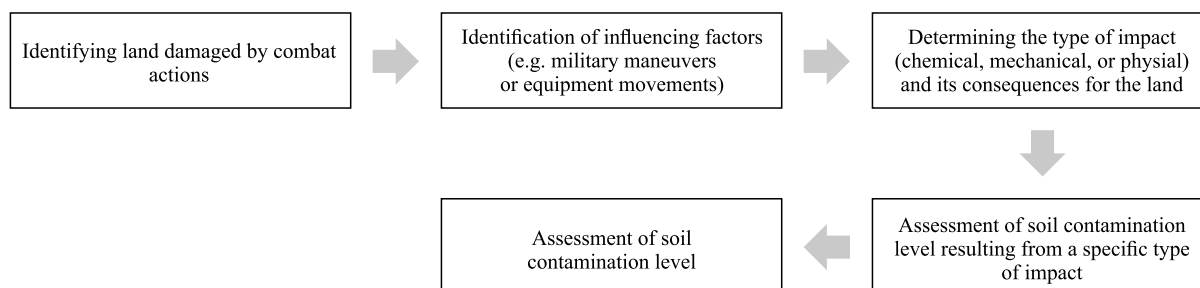 Identifying land damaged by combat
actions
Identification of influencing factors
(e.g. military maneuvers
or equipment movements)
Determining the type of impact
(chemical, mechanical, or physial)
and its consequences for the land
Assessment of soil contamination
level resulting from a specific type
of impact
Assessment of soil
contamination level